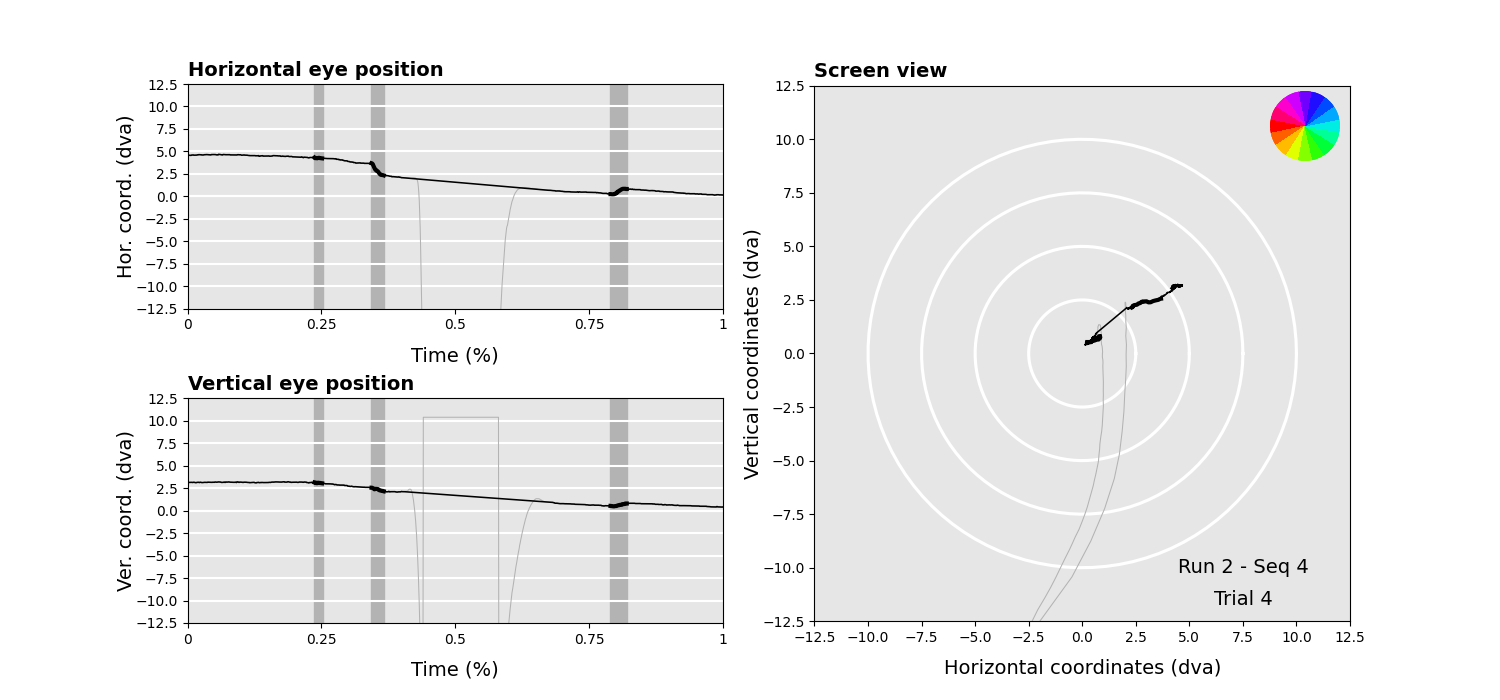 Horizontal eye position
12.5
10.0
7.5
5.0
2.5
0.0
−2.5
−5.0
−7.5
−10.0
−12.5
Hor. coord. (dva)
0 0.25 0.5 0.75 1
Time (%)
Vertical eye position
12.5
10.0
7.5
5.0
2.5
0.0
−2.5
−5.0
−7.5
−10.0
−12.5
Ver. coord. (dva)
0 0.25 0.5 0.75 1
Time (%)
Screen view
12.5
10.0
7.5
5.0
2.5
0.0
−2.5
−5.0
−7.5
−10.0
−12.5
Vertical coordinates (dva)
Run 2 - Seq 4
Trial 4
−12.5 −10.0 −7.5 −5.0 −2.5 0.0 2.5 5.0 7.5 10.0 12.5
Horizontal coordinates (dva)